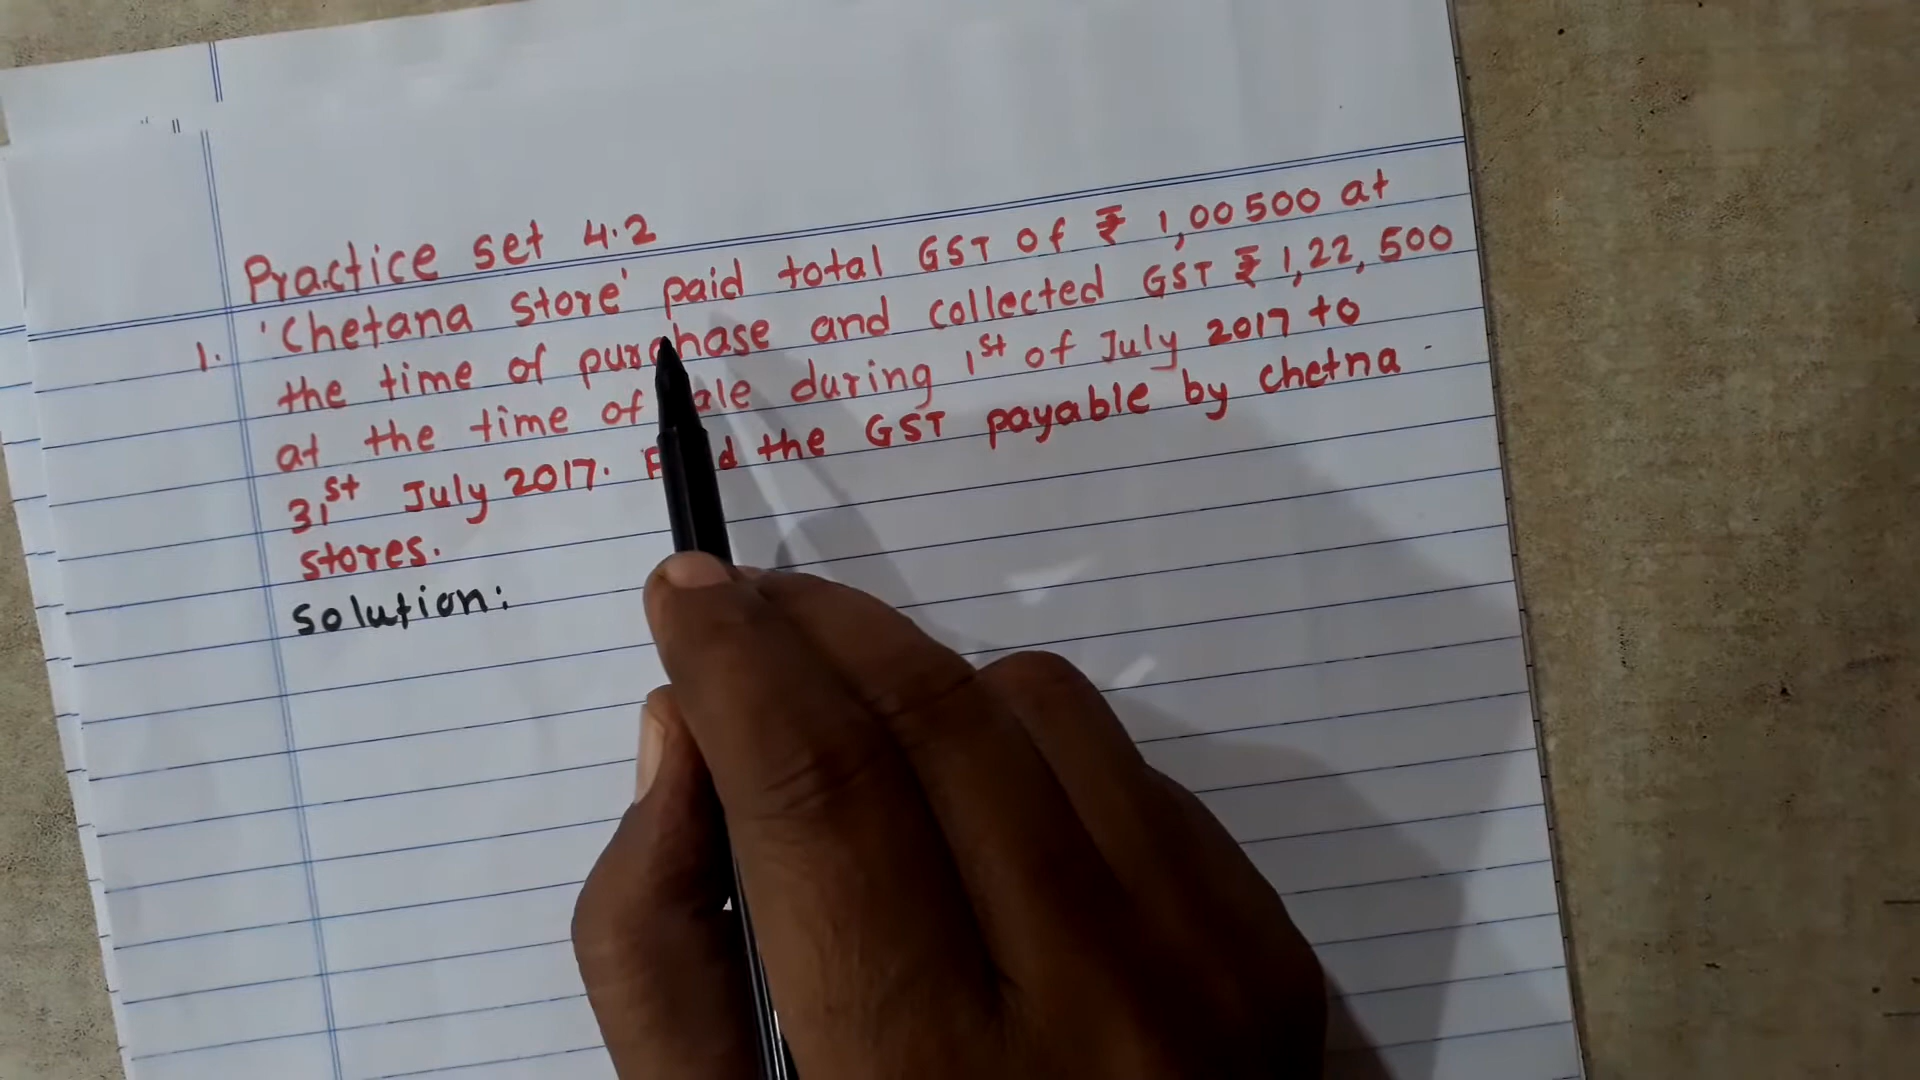 Practice set 4.2
1. 'Chetana store' paid total GST of ₹ 1,00500 at
the time of purchase and collected GST ₹ 1,22,500
at the time of ale during 1st of July 2017 to
31st July 2017. the GST payable by chetna
stores.
solution: